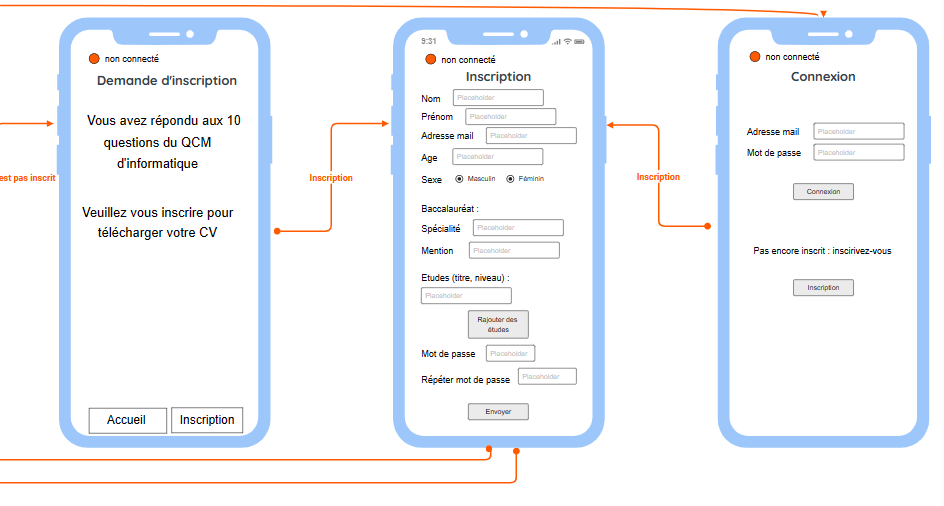 non connecté
Demande d'inscription
Vous avez répondu aux 10
questions du QCM
d'informatique
Veuillez vous inscrire pour
télécharger votre CV
Accueil
Inscription
est pas inscrit
Inscription
9:31
non connecté
Inscription
Nom
Placeholder
Prénom
Placeholder
Adresse mail
Placeholder
Age
Placeholder
Sexe
Masculin
Féminin
Baccalauréat :
Spécialité
Placeholder
Mention
Placeholder
Etudes (titre, niveau) :
Placeholder
Rajouter des
études
Mot de passe
Placeholder
Répéter mot de passe
Placeholder
Envoyer
Inscription
non connecté
Connexion
Adresse mail
Placeholder
Mot de passe
Placeholder
Connexion
Pas encore inscrit : inscirivez-vous
Inscription